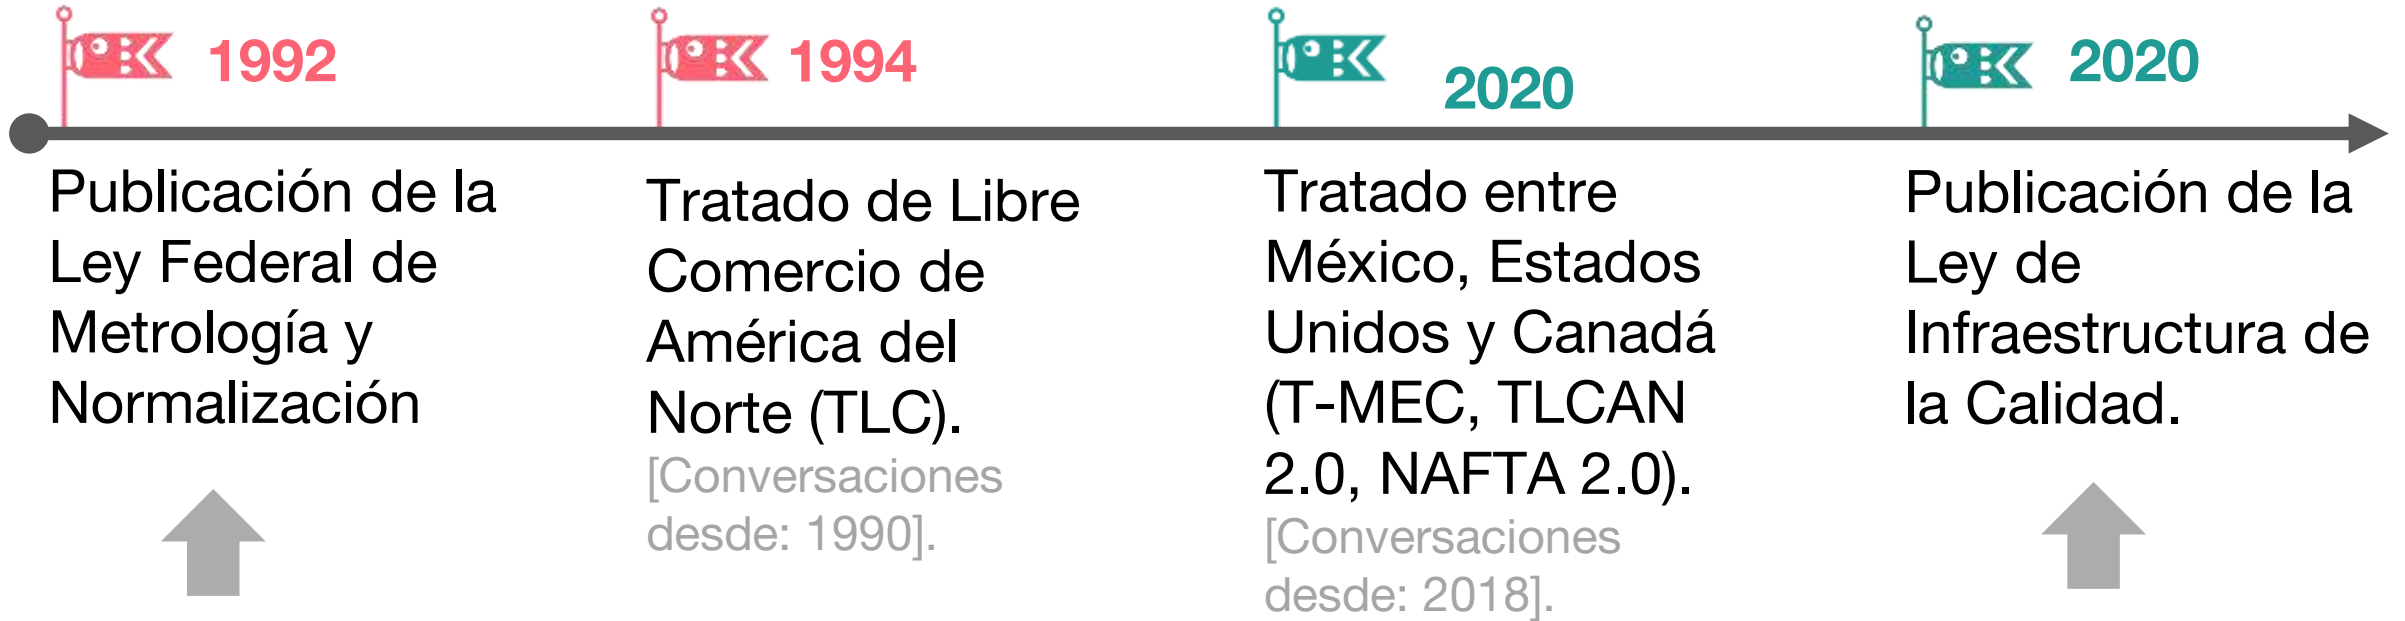 1992
Publicación de la
Ley Federal de
Metrología y
Normalización
1994
Tratado de Libre
Comercio de
América del
Norte (TLC).
[Conversaciones
desde: 1990].
2020
Tratado entre
México, Estados
Unidos y Canadá
(T-MEC, TLCAN
2.0, NAFTA 2.0).
[Conversaciones
desde: 2018].
2020
Publicación de la
Ley de
Infraestructura de
la Calidad.